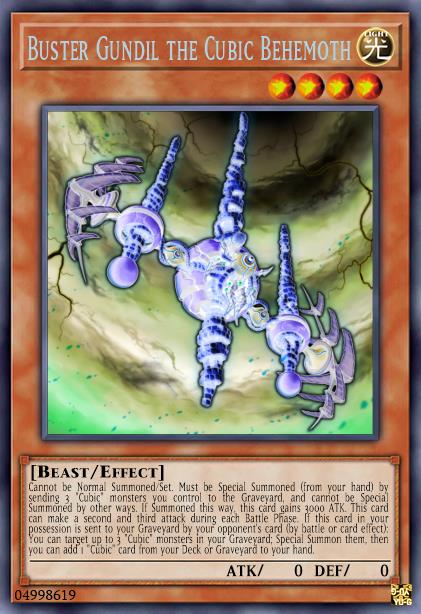 Buster Gundil the Cubic Behemoth
LIGHT
光
[Beast/Effect]
Cannot be Normal Summoned/Set. Must be Special Summoned (from your hand) by
sending 3 "Cubic" monsters you control to the Graveyard, and cannot be Special
Summoned by other ways. If Summoned this way, this card gains 3000 ATK. This card
can make a second and third attack during each Battle Phase. If this card in your
possession is sent to your Graveyard by your opponent's card (by battle or card effect):
You can target up to 3 "Cubic" monsters in your Graveyard; Special Summon them, then
you can add 1 "Cubic" card from your Deck or Graveyard to your hand.
ATK/ 0 DEF/ 0
04998619